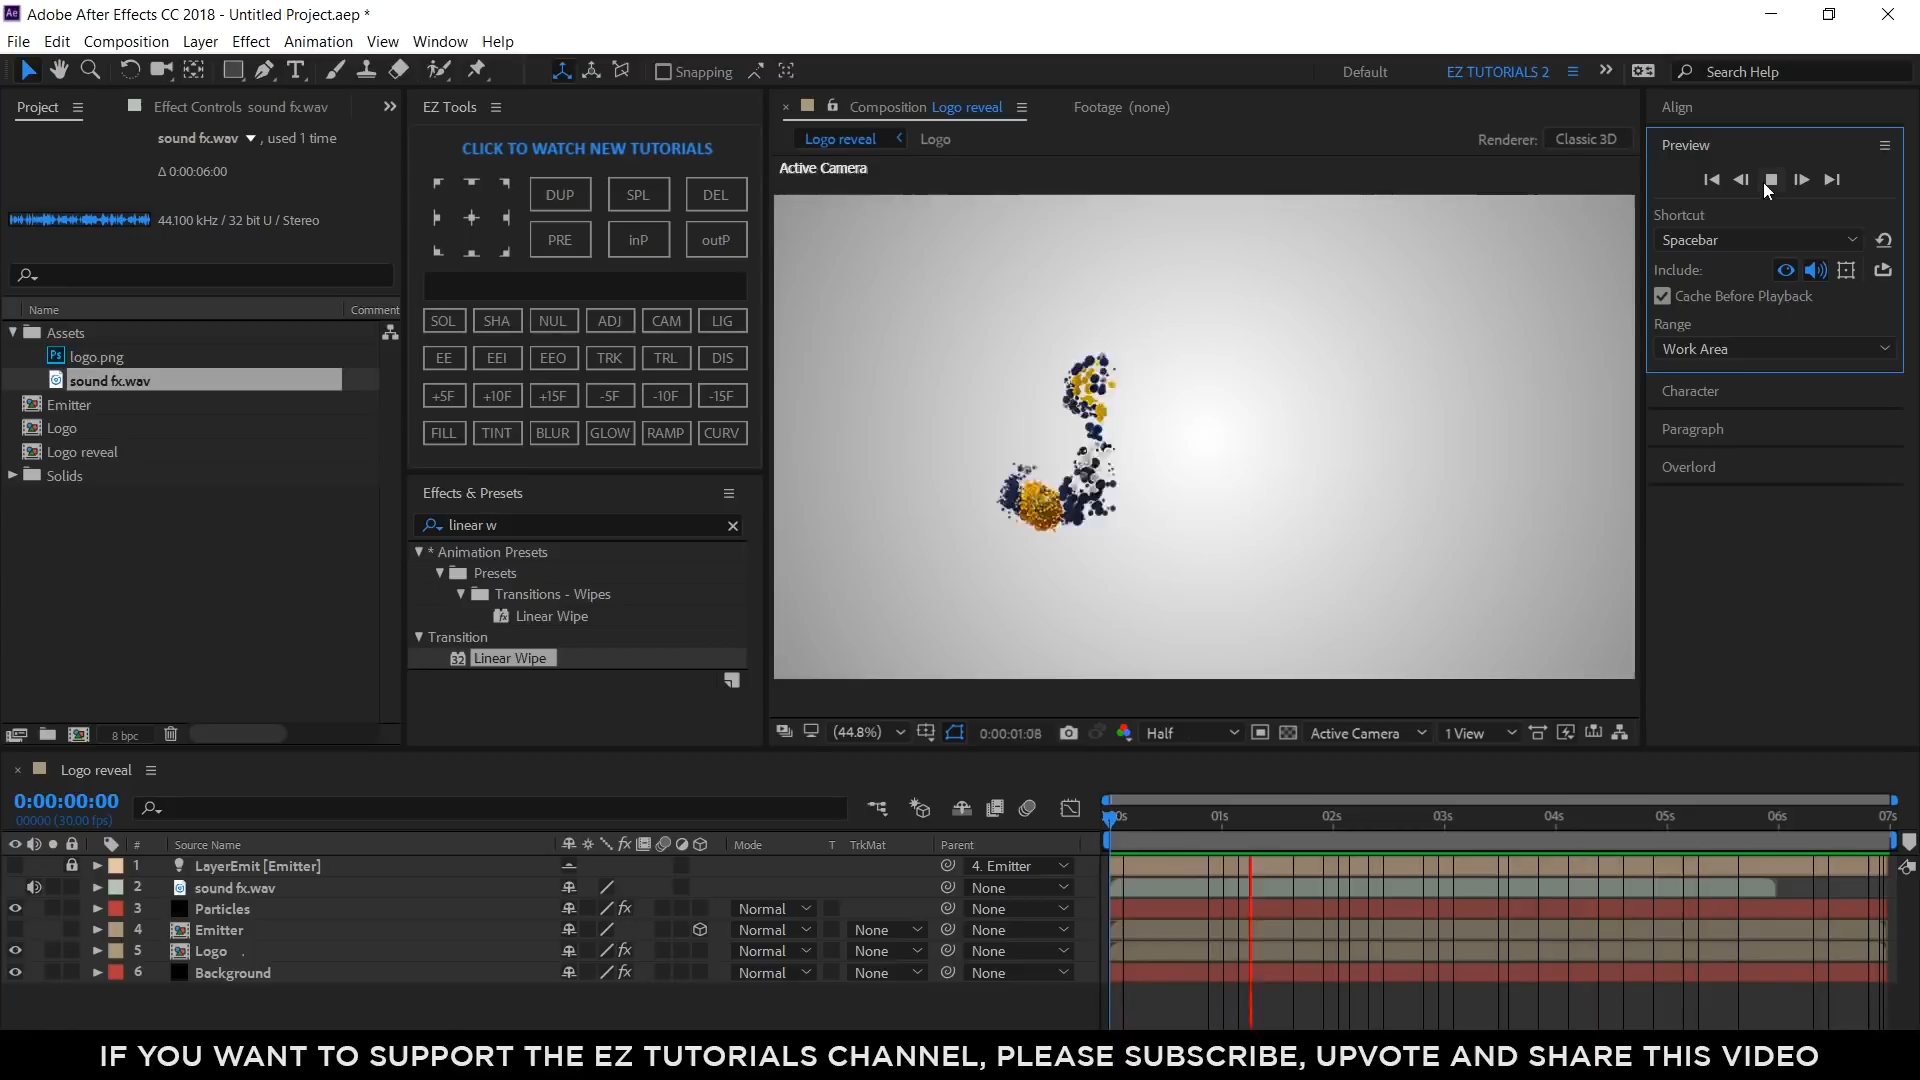 Adobe After Effects CC 2018 - Untitled Project.aep *
File Edit Composition Layer Effect Animation View Window Help
Snapping Default EZ TUTORIALS 2 Search Help
Project Effect Controls sound fx.wav
sound fx.wav , used 1 time
Δ 0:00:06:00
44.100 kHz / 32 bit U / Stereo
Name Comment
Assets
logo.png
sound fx.wav
Emitter
Logo
Logo reveal
Solids
8 bpc
EZ Tools
CLICK TO WATCH NEW TUTORIALS
DUP SPL DEL
PRE inP outP
SOL SHA NUL ADJ CAM LIG
EE EEI EEO TRK TRL DIS
+5F +10F +15F -5F -10F -15F
FILL TINT BLUR GLOW RAMP CURV
Effects & Presets
linear w
* Animation Presets
Presets
Transitions - Wipes
Linear Wipe
Transition
Linear Wipe
Composition Logo reveal Footage (none)
Logo reveal Logo Renderer: Classic 3D
Active Camera
(44.8%) 0:00:01:08 Half Active Camera 1 View
Align
Preview
Shortcut
Spacebar
Include:
Cache Before Playback
Range
Work Area
Character
Paragraph
Overlord
Logo reveal
0:00:00:00
00000 (30.00 fps)
01s 02s 03s 04s 05s 06s 07s
# Source Name Mode T TrkMat Parent
1 LayerEmit [Emitter] 4. Emitter
2 sound fx.wav None
3 Particles Normal None
4 Emitter Normal None None
5 Logo Normal None None
6 Background Normal None None
IF YOU WANT TO SUPPORT THE EZ TUTORIALS CHANNEL, PLEASE SUBSCRIBE, UPVOTE AND SHARE THIS VIDEO